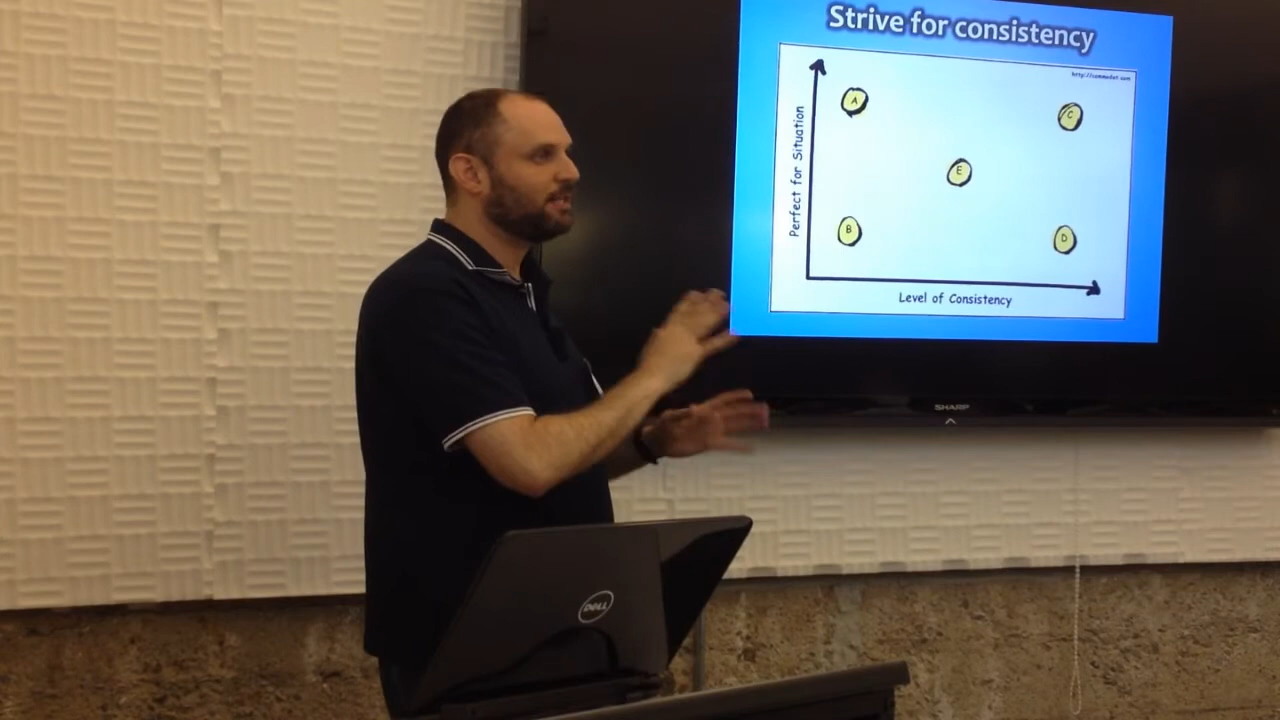 Strive for consistency
http://commadot.com
Perfect for Situation
A
C
E
B
D
Level of Consistency
SHARP
DELL